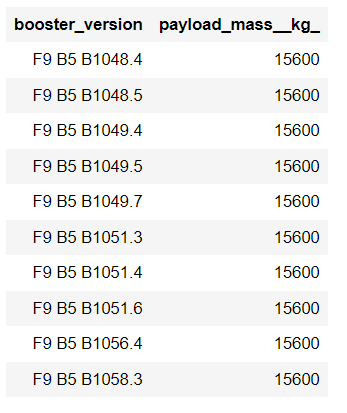 booster_version payload_mass__kg_
F9 B5 B1048.4 15600
F9 B5 B1048.5 15600
F9 B5 B1049.4 15600
F9 B5 B1049.5 15600
F9 B5 B1049.7 15600
F9 B5 B1051.3 15600
F9 B5 B1051.4 15600
F9 B5 B1051.6 15600
F9 B5 B1056.4 15600
F9 B5 B1058.3 15600